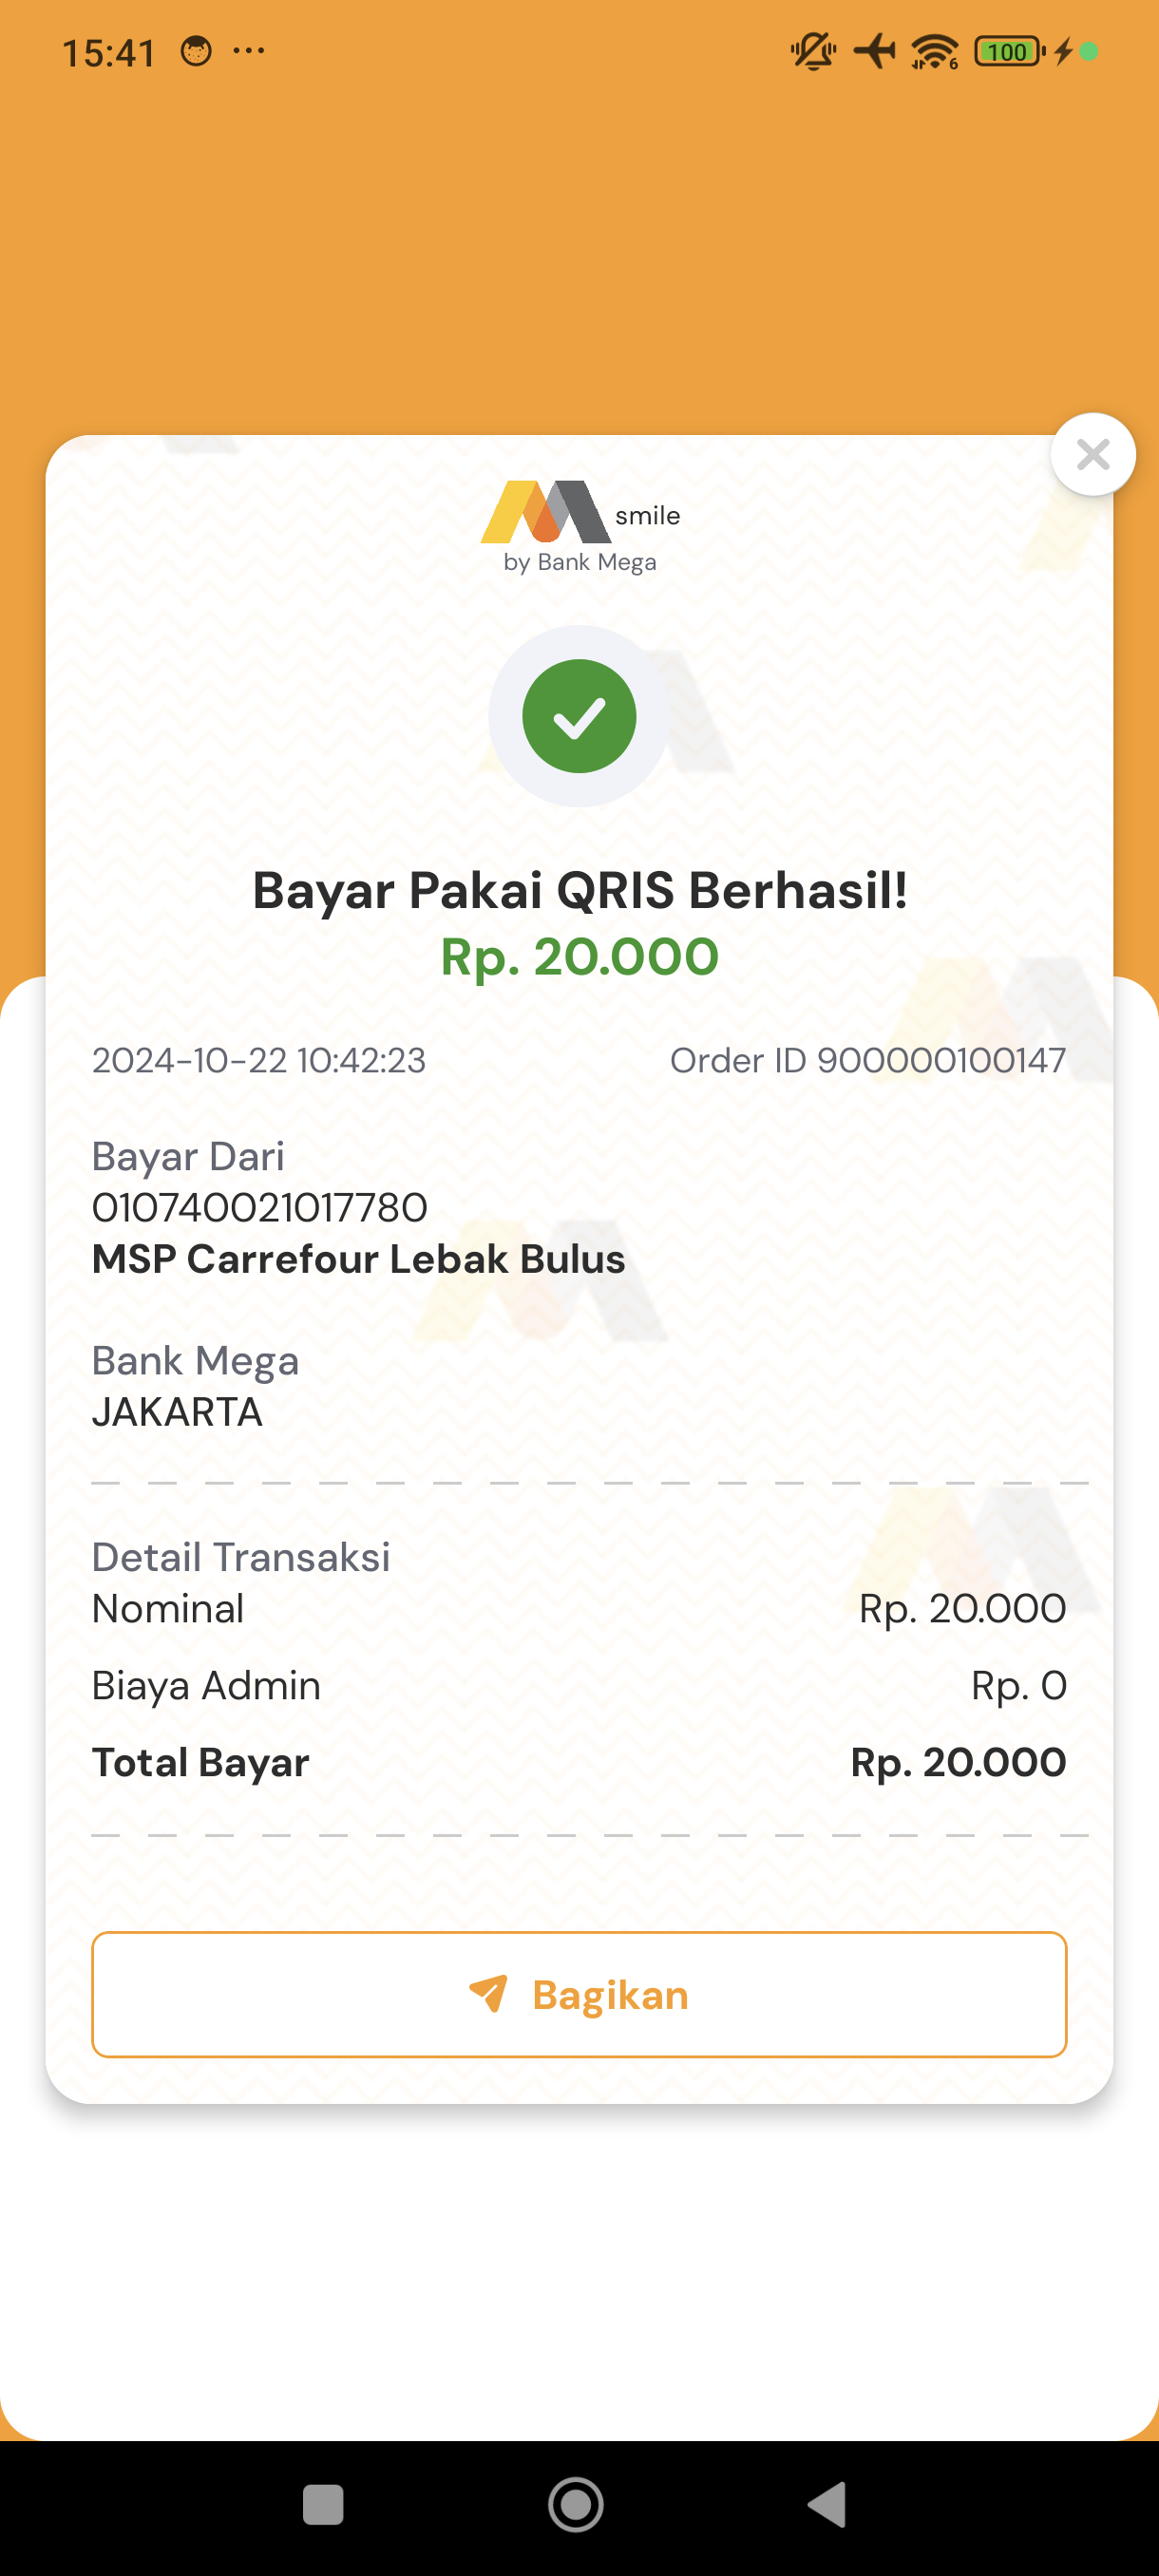 15:41
6
100
smile
by Bank Mega
Bayar Pakai QRIS Berhasil!
Rp. 20.000
2024-10-22 10:42:23 Order ID 900000100147
Bayar Dari
010740021017780
MSP Carrefour Lebak Bulus
Bank Mega
JAKARTA
Detail Transaksi
Nominal Rp. 20.000
Biaya Admin Rp. 0
Total Bayar Rp. 20.000
Bagikan